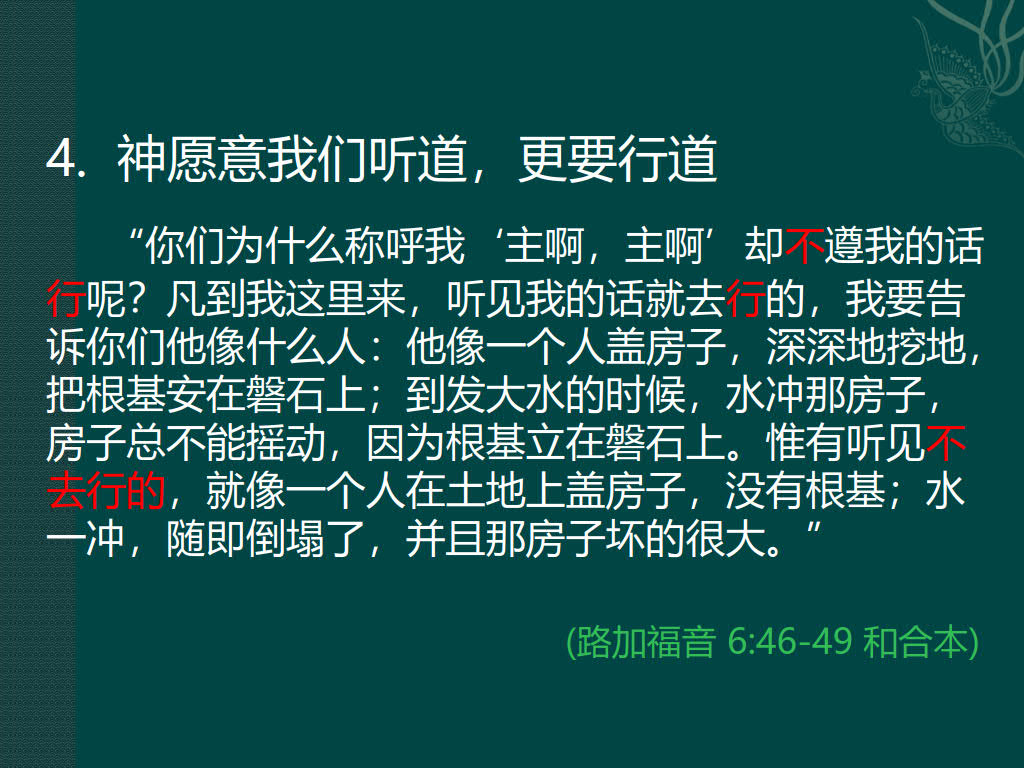 4. 神愿意我们听道，更要行道
“你们为什么称呼我‘主啊，主啊’却不遵我的话
行呢？凡到我这里来，听见我的话就去行的，我要告
诉你们他像什么人：他像一个人盖房子，深深地挖地，
把根基安在磐石上；到发大水的时候，水冲那房子，
房子总不能摇动，因为根基立在磐石上。惟有听见不
去行的，就像一个人在土地上盖房子，没有根基；水
一冲，随即倒塌了，并且那房子坏的很大。”
(路加福音 6:46-49 和合本)